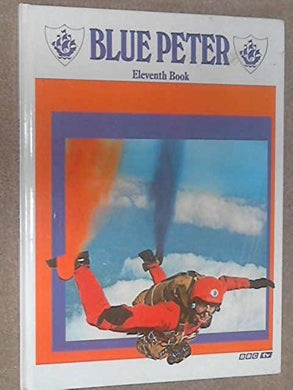 BLUE PETER
Eleventh Book
BBC tv